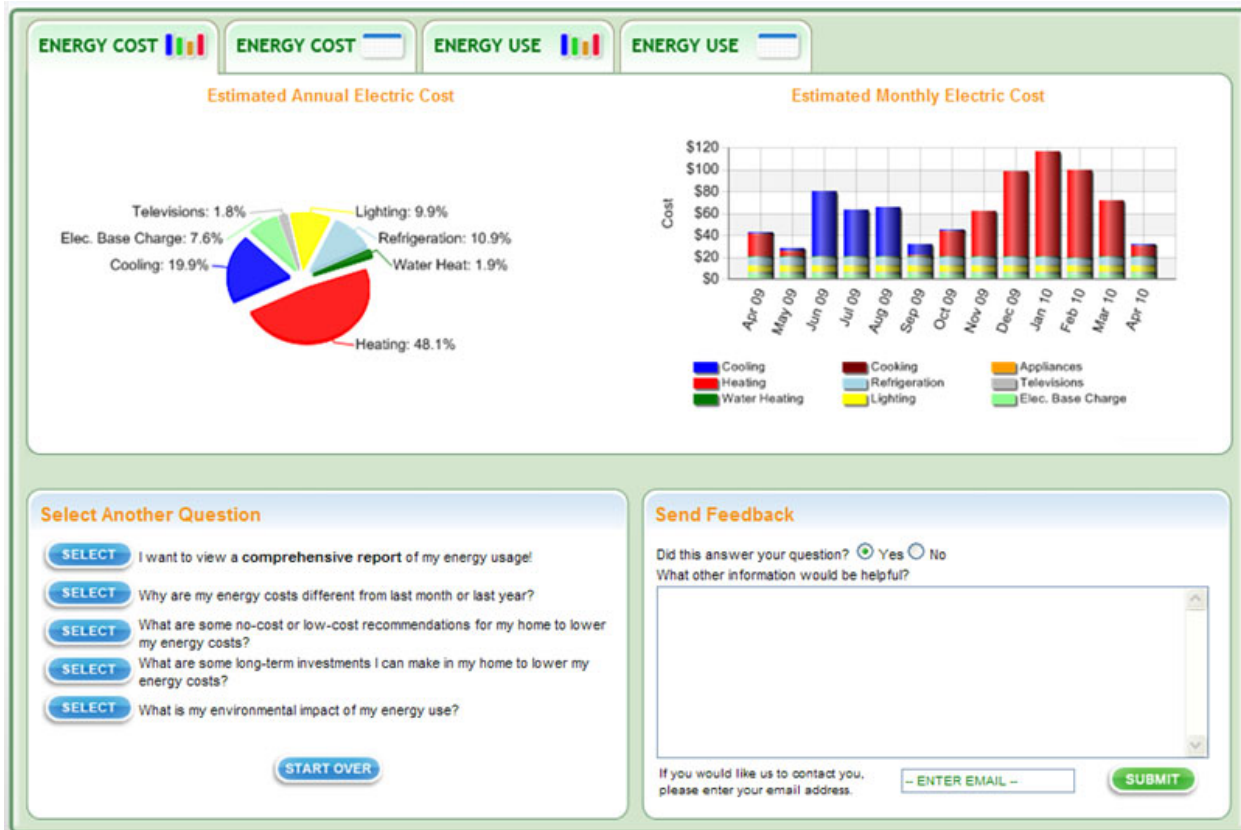 ENERGY COST
ENERGY COST
ENERGY USE
ENERGY USE
Estimated Annual Electric Cost
Televisions: 1.8%
Lighting: 9.9%
Elec. Base Charge: 7.6%
Refrigeration: 10.9%
Cooling: 19.9%
Water Heat: 1.9%
Heating: 48.1%
Estimated Monthly Electric Cost
$120
$100
$80
$60
$40
$20
$0
Cost
Apr 09
May 09
Jun 09
Jul 09
Aug 09
Sep 09
Oct 09
Nov 09
Dec 09
Jan 10
Feb 10
Mar 10
Apr 10
Cooling
Cooking
Appliances
Heating
Refrigeration
Televisions
Water Heating
Lighting
Elec. Base Charge
Select Another Question
SELECT I want to view a comprehensive report of my energy usage!
SELECT Why are my energy costs different from last month or last year?
SELECT What are some no-cost or low-cost recommendations for my home to lower
my energy costs?
SELECT What are some long-term investments I can make in my home to lower my
energy costs?
SELECT What is my environmental impact of my energy use?
START OVER
Send Feedback
Did this answer your question? Yes No
What other information would be helpful?
If you would like us to contact you,
please enter your email address.
-- ENTER EMAIL --
SUBMIT